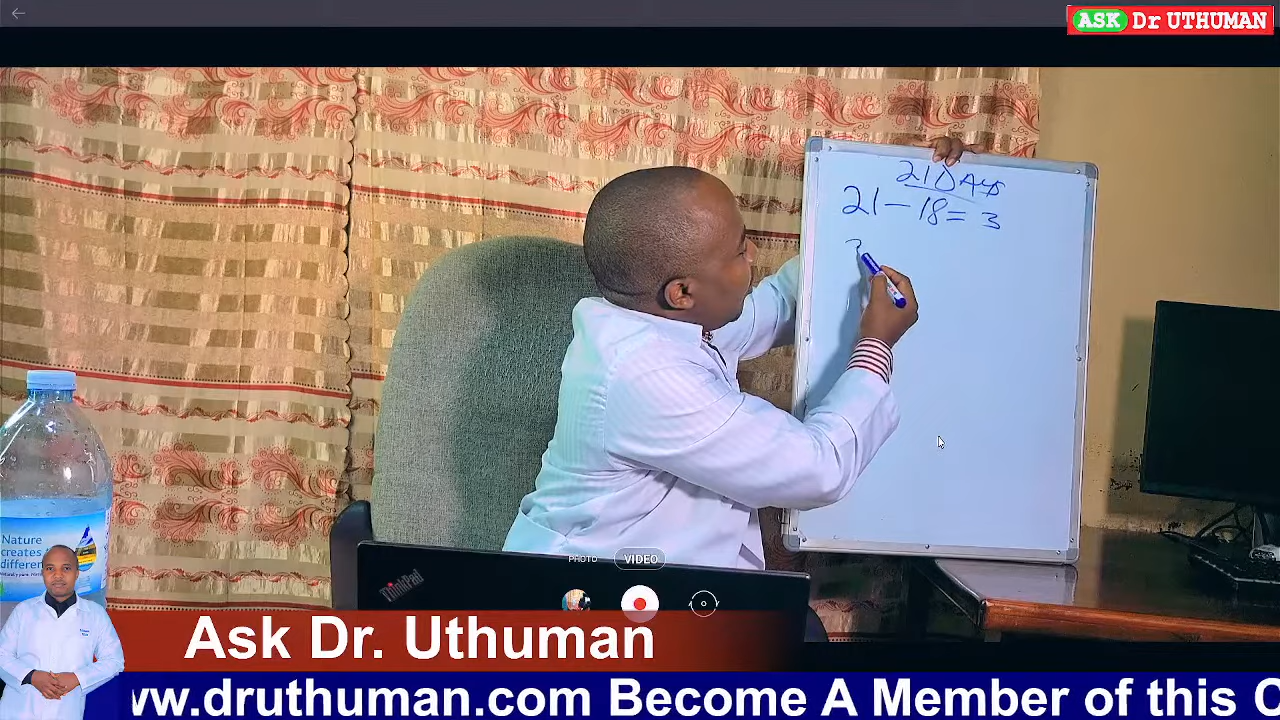 ASK Dr UTHUMAN
21 DAYS
21 - 18 = 3
Nature
creates
ThinkPad
PHOTO VIDEO
Ask Dr. Uthuman
ww.druthuman.com Become A Member of this C